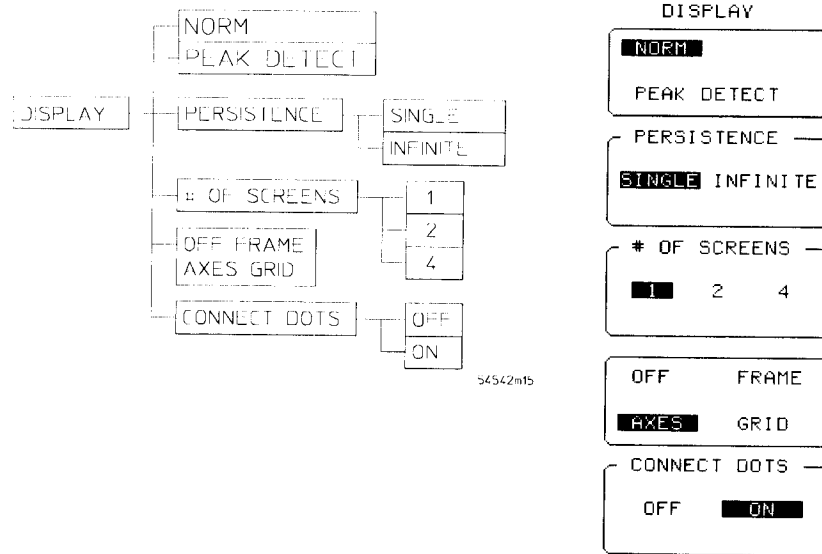 NORM
PEAK DETECT
DISPLAY
PERSISTENCE
SINGLE
INFINITE
# OF SCREENS
1
2
4
OFF FRAME
AXES GRID
CONNECT DOTS
OFF
ON
54542m15
DISPLAY
NORM
PEAK DETECT
PERSISTENCE
SINGLE INFINITE
# OF SCREENS
1 2 4
OFF FRAME
AXES GRID
CONNECT DOTS
OFF ON